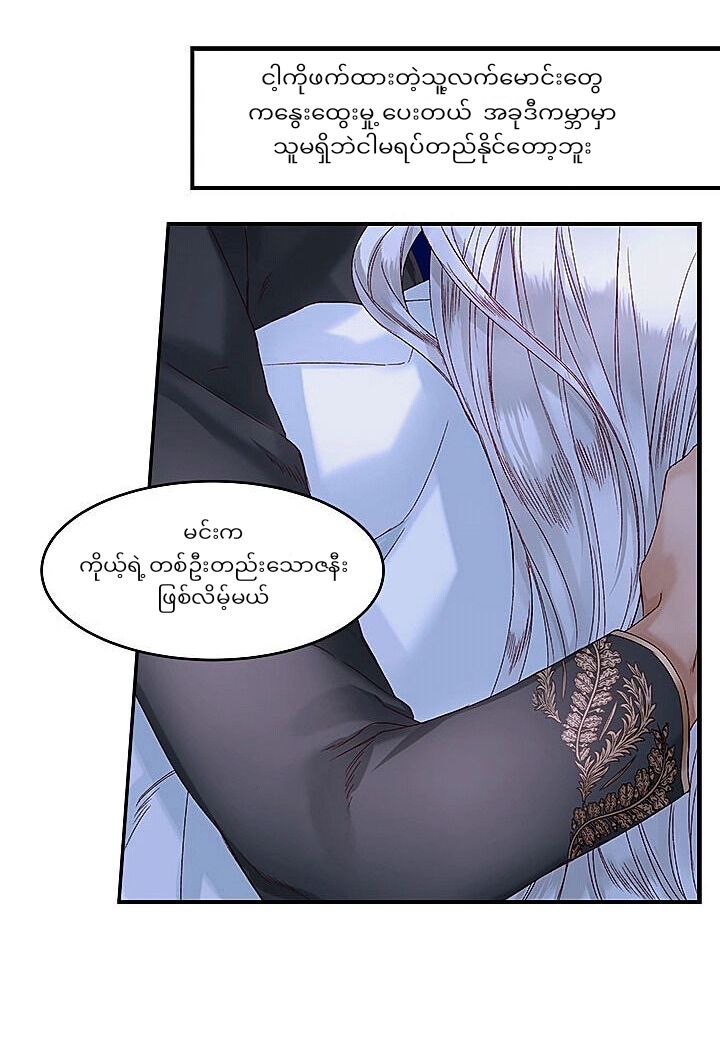 ငါ့ကိုဖက်ထားတဲ့သူ့လက်မောင်းတွေ
ကနွေးထွေးမှု့ ပေးတယ် အခုဒီကမ္ဘာမှာ
သူမရှိဘဲငါမရပ်တည်နိုင်တော့ဘူး
မင်းက
ကိုယ့်ရဲ့ တစ်ဦးတည်းသောဇနီး
ဖြစ်လိမ့်မယ်